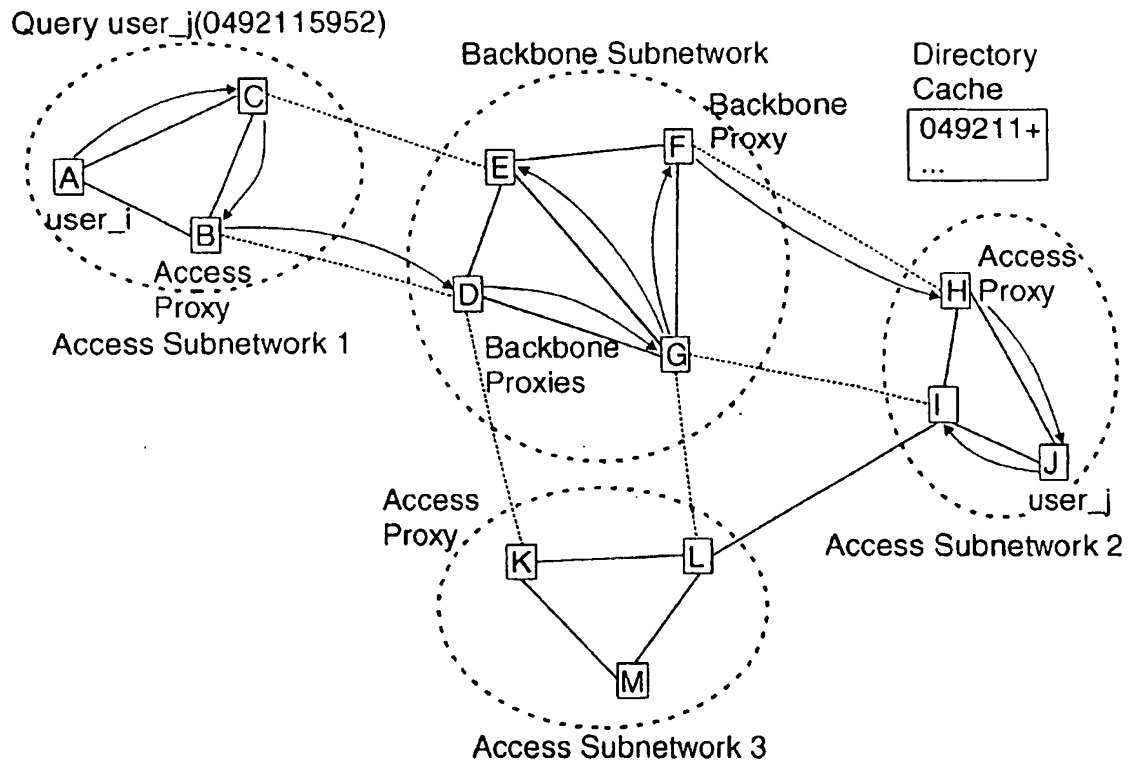 Query user_j(0492115952)
Backbone Subnetwork
Directory
Cache
049211+
...
Backbone
Proxy
C
A
user_i
B
Access
Proxy
Access Subnetwork 1
E
F
D
G
Backbone
Proxies
H
Access
Proxy
I
J
user_j
Access Subnetwork 2
Access
Proxy
K
L
M
Access Subnetwork 3